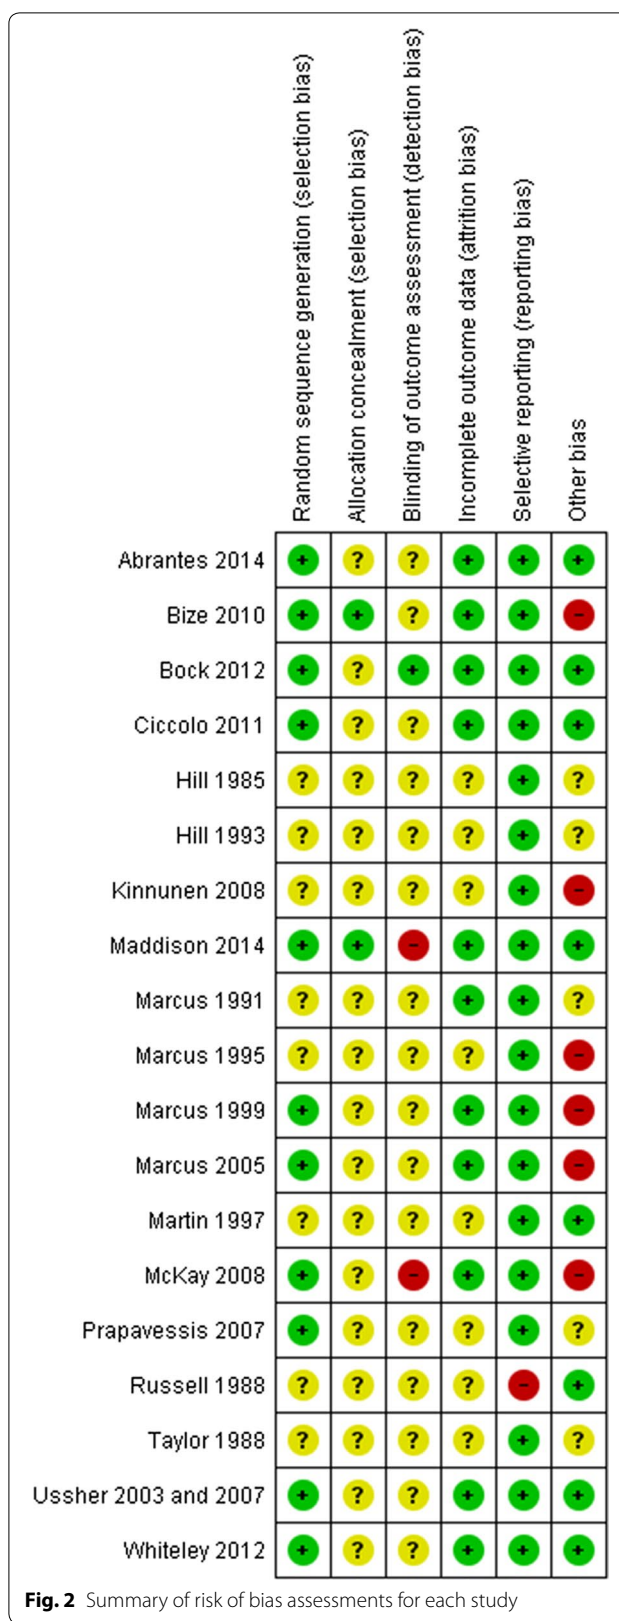 Random sequence generation (selection bias)
Allocation concealment (selection bias)
Blinding of outcome assessment (detection bias)
Incomplete outcome data (attrition bias)
Selective reporting (reporting bias)
Other bias
Abrantes 2014 + ? ? + + +
Bize 2010 + + ? + + -
Bock 2012 + ? + + + +
Ciccolo 2011 + ? ? + + +
Hill 1985 ? ? ? ? + ?
Hill 1993 ? ? ? ? + ?
Kinnunen 2008 ? ? ? ? + -
Maddison 2014 + + - + + +
Marcus 1991 ? ? ? + + ?
Marcus 1995 ? ? ? ? + -
Marcus 1999 + ? ? + + -
Marcus 2005 + ? ? + + -
Martin 1997 ? ? ? ? + +
McKay 2008 + ? - + + -
Prapavessis 2007 + ? ? ? + ?
Russell 1988 ? ? ? ? - +
Taylor 1988 ? ? ? ? + ?
Ussher 2003 and 2007 + ? ? + + +
Whiteley 2012 + ? ? + + +
Fig. 2 Summary of risk of bias assessments for each study